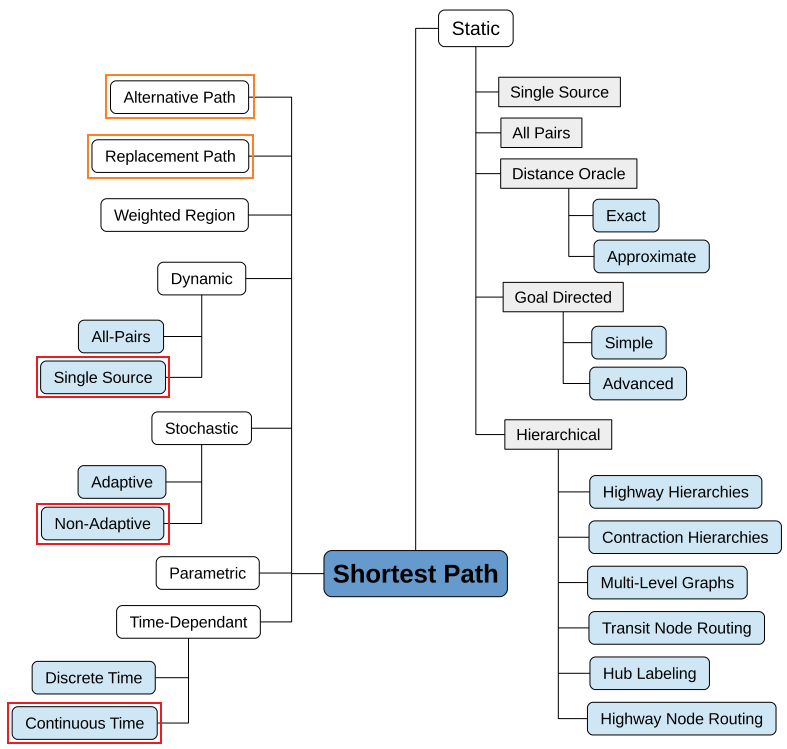 Static
Single Source
All Pairs
Distance Oracle
Exact
Approximate
Goal Directed
Simple
Advanced
Hierarchical
Highway Hierarchies
Contraction Hierarchies
Multi-Level Graphs
Transit Node Routing
Hub Labeling
Highway Node Routing
Shortest Path
Alternative Path
Replacement Path
Weighted Region
Dynamic
All-Pairs
Single Source
Stochastic
Adaptive
Non-Adaptive
Parametric
Time-Dependant
Discrete Time
Continuous Time